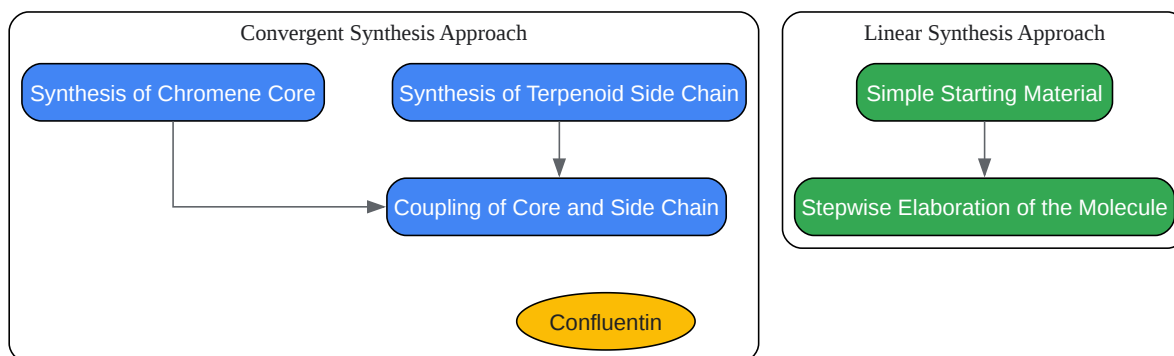 Convergent Synthesis Approach
Synthesis of Chromene Core
Synthesis of Terpenoid Side Chain
Coupling of Core and Side Chain
Confluentin
Linear Synthesis Approach
Simple Starting Material
Stepwise Elaboration of the Molecule